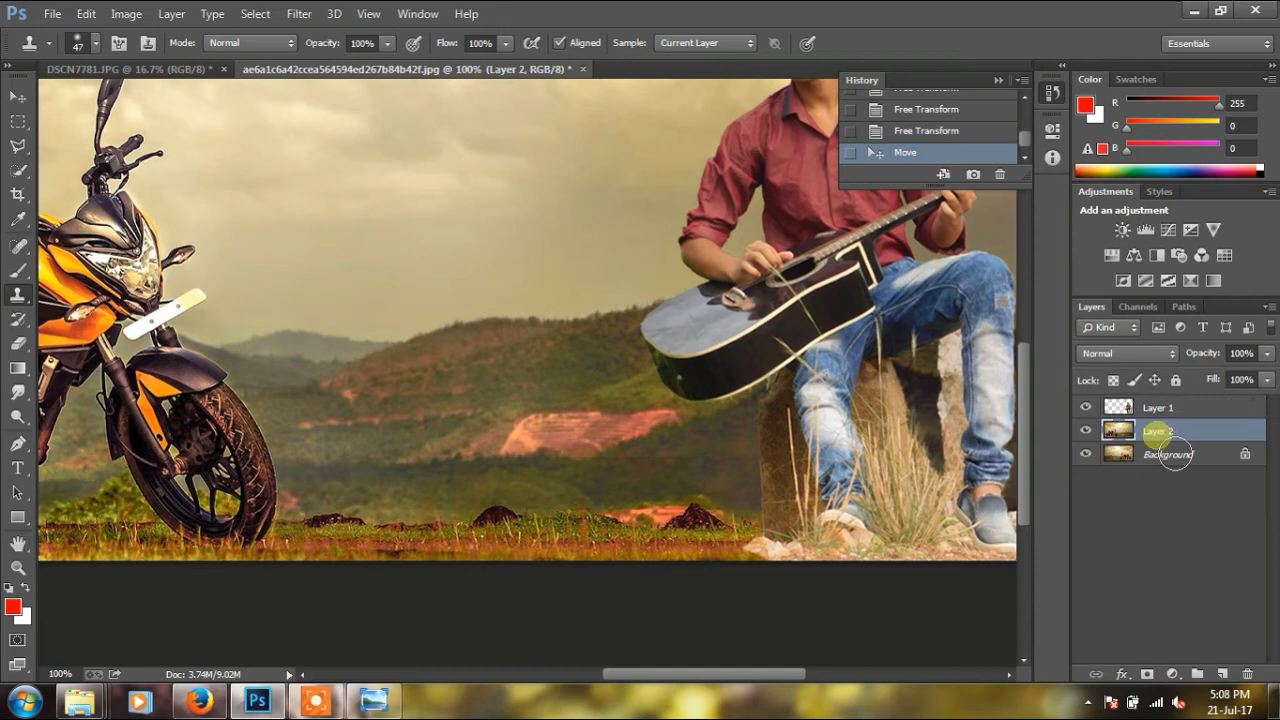 Ps File Edit Image Layer Type Select Filter 3D View Window Help
47 Mode: Normal Opacity: 100% Flow: 100% Aligned Sample: Current Layer Essentials
DSCN7781.JPG @ 16.7% (RGB/8) * × ae6a1c6a42ccea564594ed267b84b42f.jpg @ 100% (Layer 2, RGB/8) * ×
History
Free Transform
Free Transform
Move
Color Swatches
R 255
G 0
B 0
Adjustments Styles
Add an adjustment
Layers Channels Paths
Kind
Normal Opacity: 100%
Lock: Fill: 100%
Layer 1
Layer 2
Background
100% Doc: 3.74M/9.02M
Ps
5:08 PM
21-Jul-17